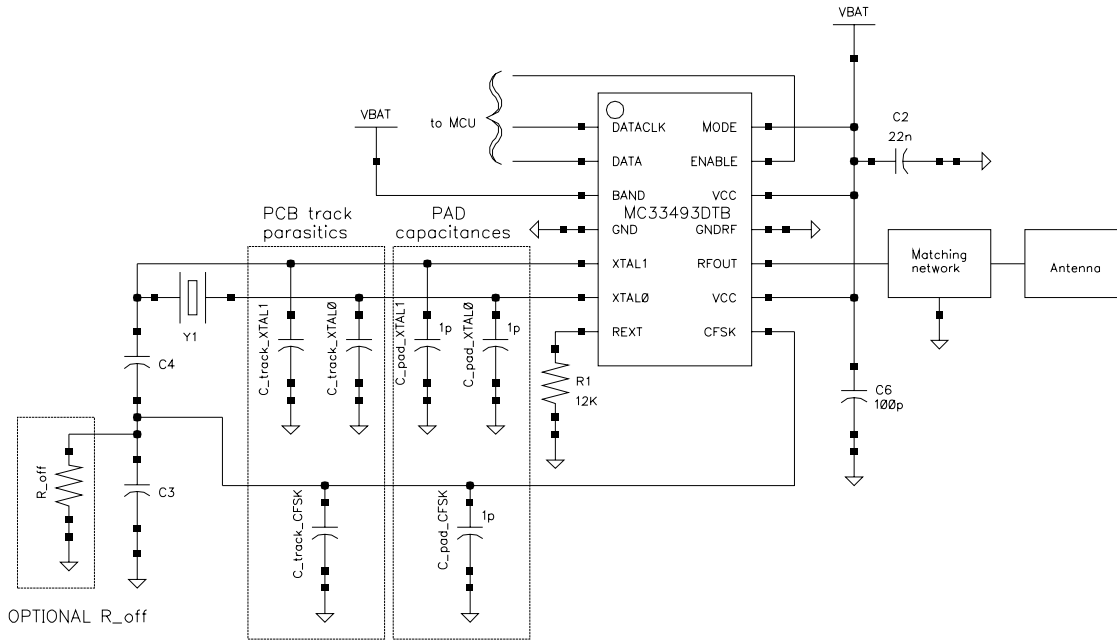 VBAT
C2
22n
VBAT
to MCU
DATACLK
DATA
BAND
GND
XTAL1
XTAL0
REXT
MC33493DTB
MODE
ENABLE
VCC
GNDRF
RFOUT
VCC
CFSK
Matching
network
Antenna
PCB track
parasitics
PAD
capacitances
Y1
C4
C3
R_off
OPTIONAL R_off
C_track_XTAL1
C_track_XTAL0
C_pad_XTAL1
1p
C_pad_XTAL0
1p
R1
12K
C6
100p
C_track_CFSK
C_pad_CFSK
1p